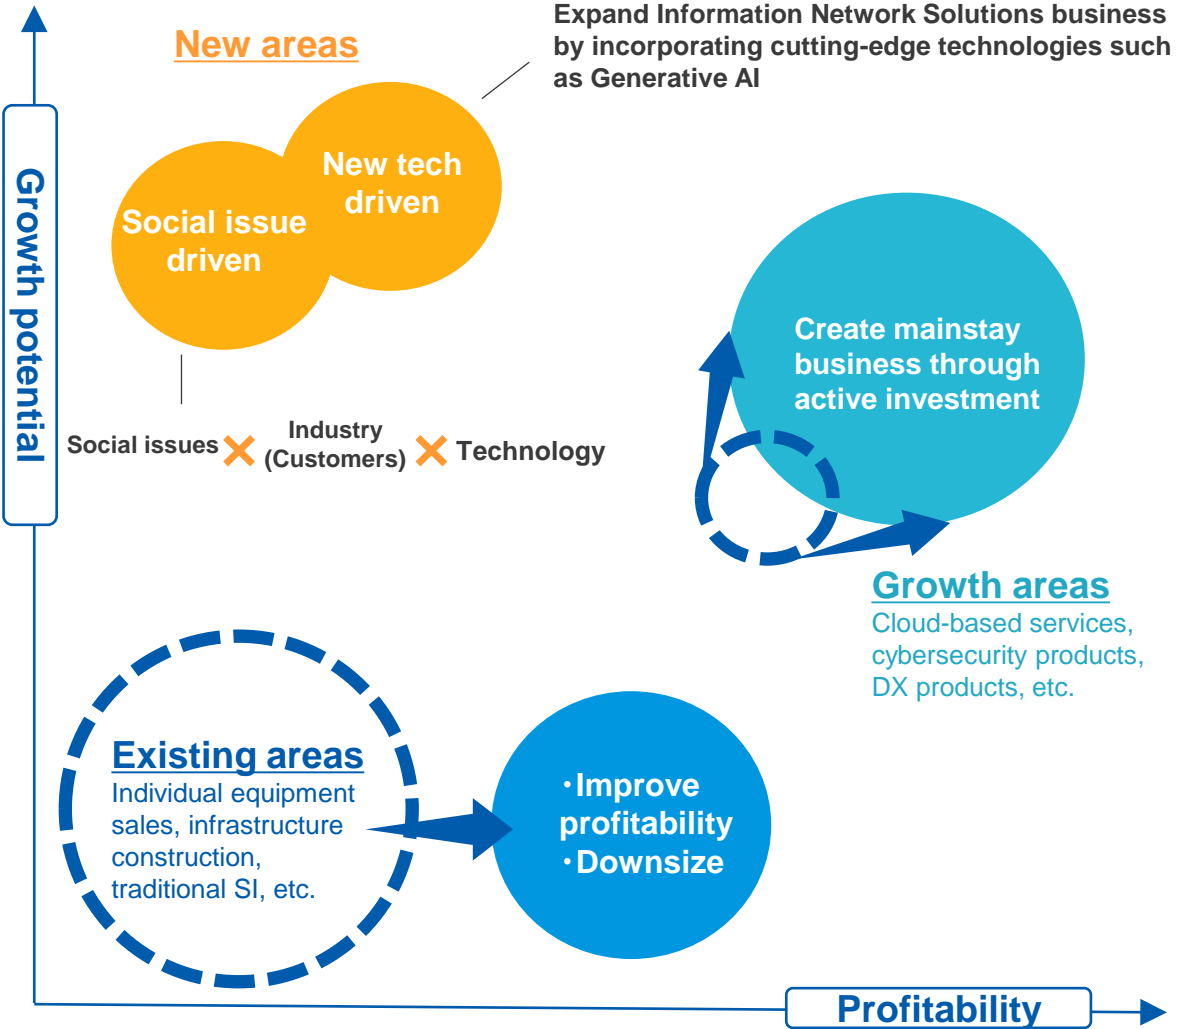 Expand Information Network Solutions business
by incorporating cutting-edge technologies such
as Generative AI
New areas
New tech
driven
Social issue
driven
Growth potential
Create mainstay
business through
active investment
Social issues
Industry
(Customers)
Technology
Growth areas
Cloud-based services,
cybersecurity products,
DX products, etc.
Existing areas
Individual equipment
sales, infrastructure
construction,
traditional SI, etc.
・Improve
profitability
・Downsize
Profitability